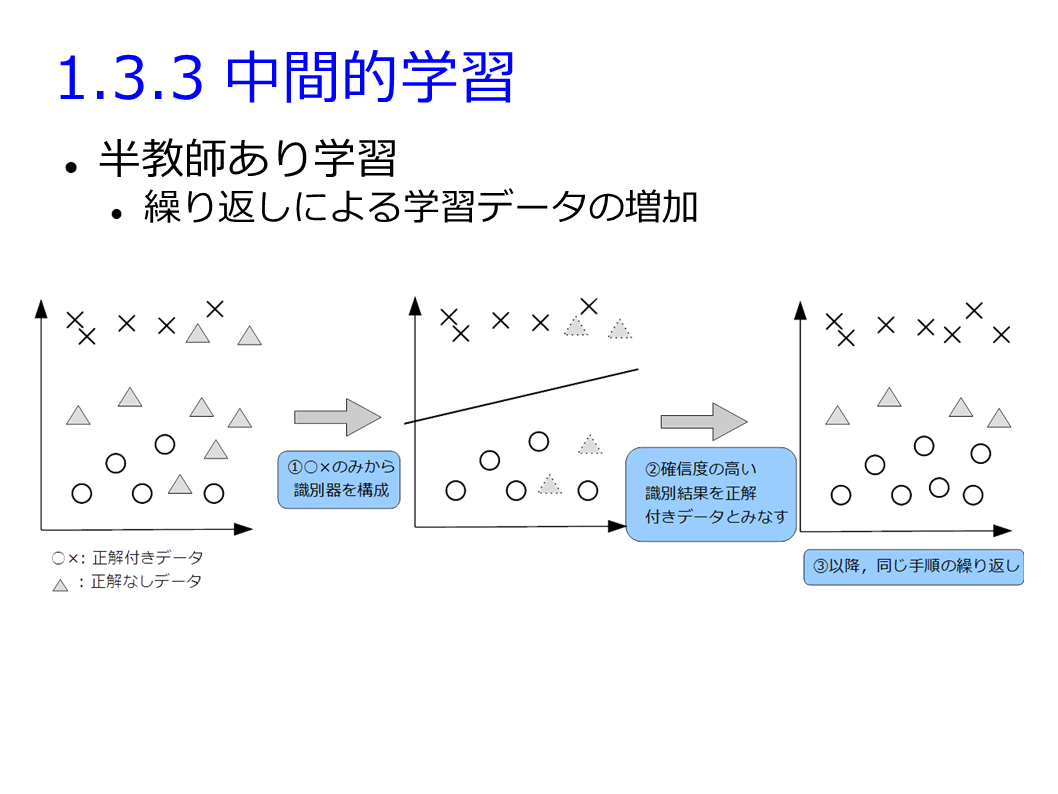 1.3.3 中間的学習
半教師あり学習
繰り返しによる学習データの増加
①○×のみから
識別器を構成
②確信度の高い
識別結果を正解
付きデータとみなす
③以降，同じ手順の繰り返し
○×: 正解付きデータ
: 正解なしデータ